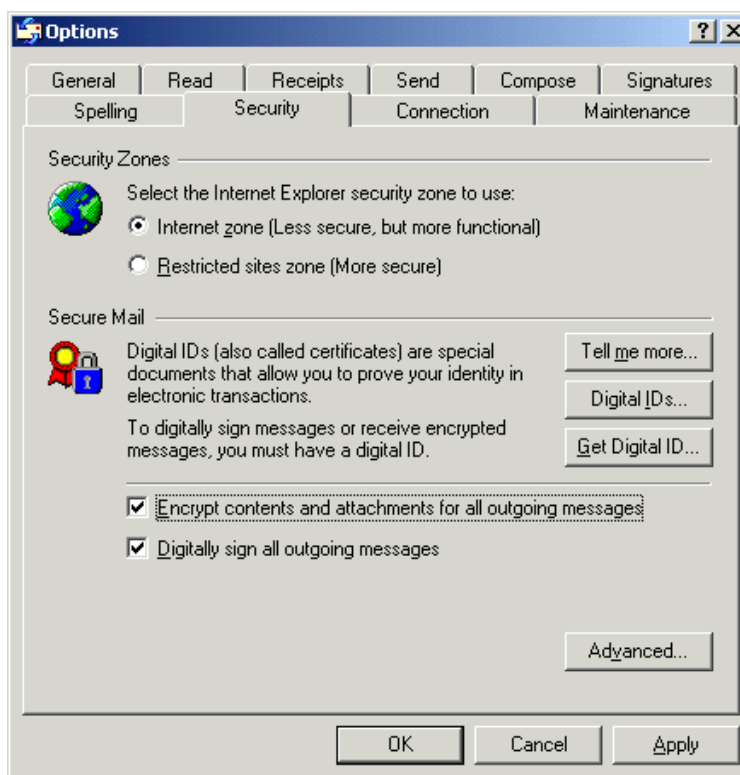 Options
General Read Receipts Send Compose Signatures
Spelling Security Connection Maintenance
Security Zones
Select the Internet Explorer security zone to use:
Internet zone (Less secure, but more functional)
Restricted sites zone (More secure)
Secure Mail
Digital IDs (also called certificates) are special
documents that allow you to prove your identity in
electronic transactions.
To digitally sign messages or receive encrypted
messages, you must have a digital ID.
Tell me more...
Digital IDs...
Get Digital ID...
Encrypt contents and attachments for all outgoing messages
Digitally sign all outgoing messages
Advanced...
OK Cancel Apply